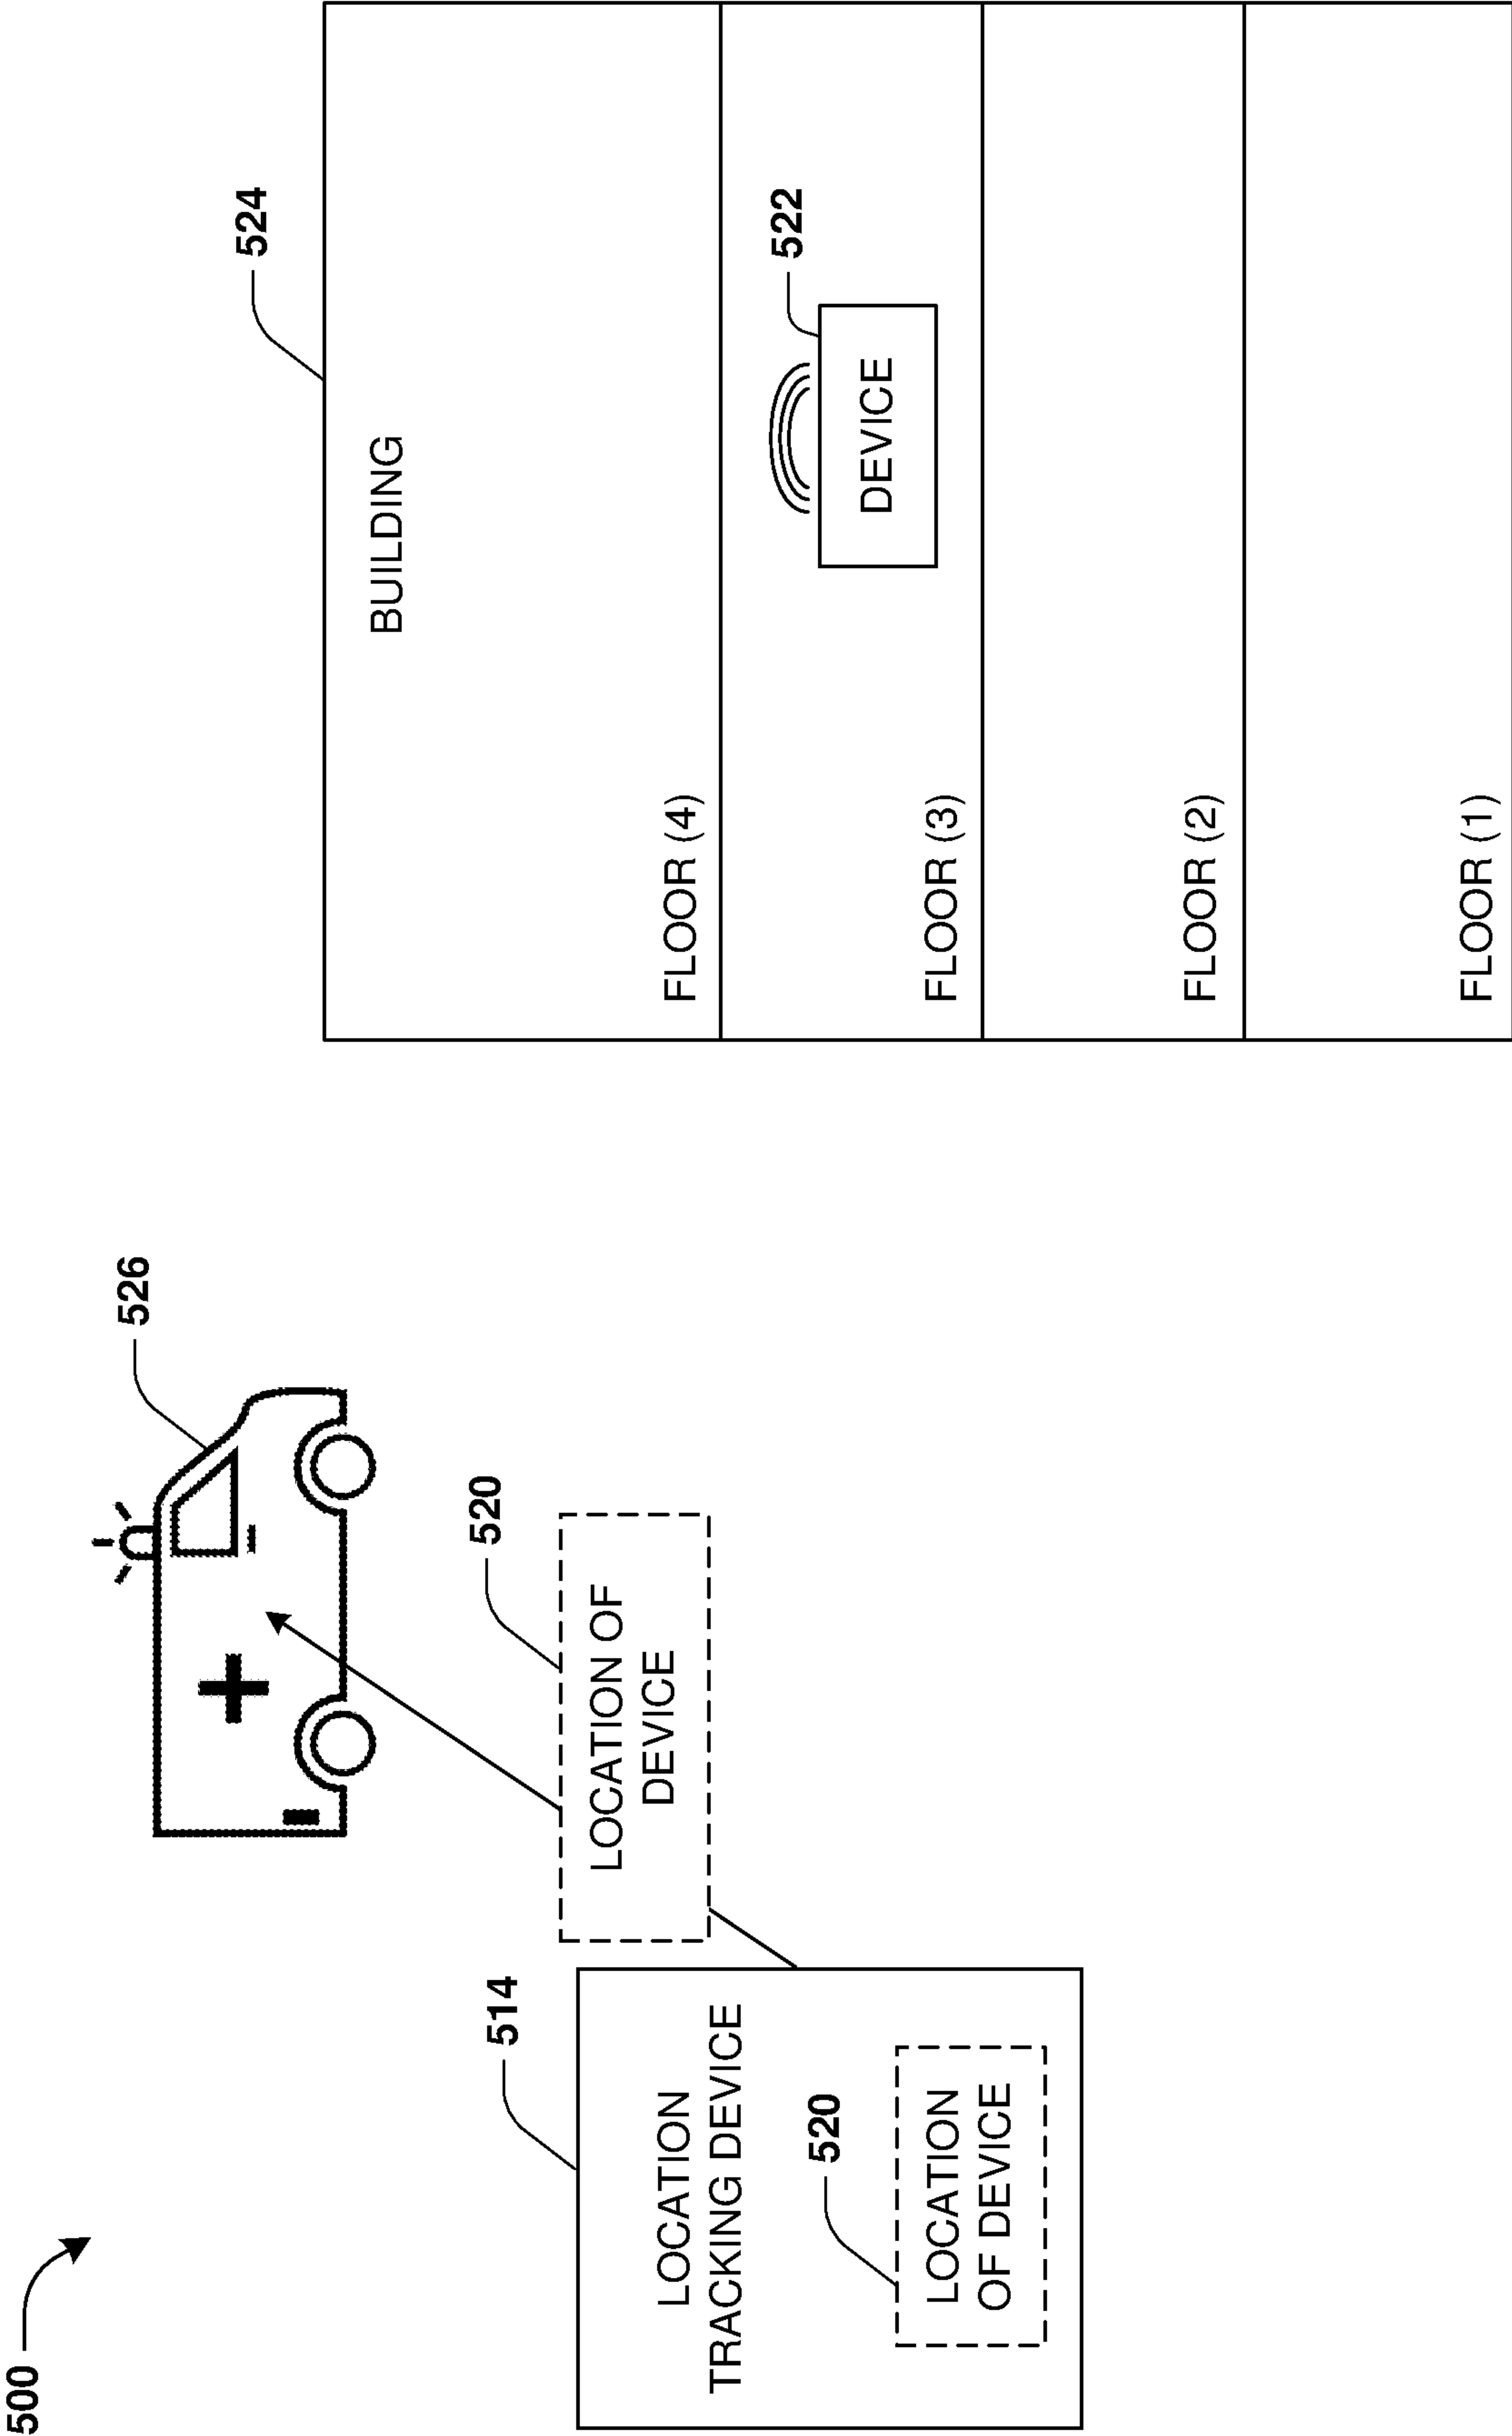 500
526
524
BUILDING
514
520
522
LOCATION OF
DEVICE
DEVICE
LOCATION
TRACKING DEVICE
FLOOR (4)
520
LOCATION
OF DEVICE
FLOOR (3)
FLOOR (2)
FLOOR (1)